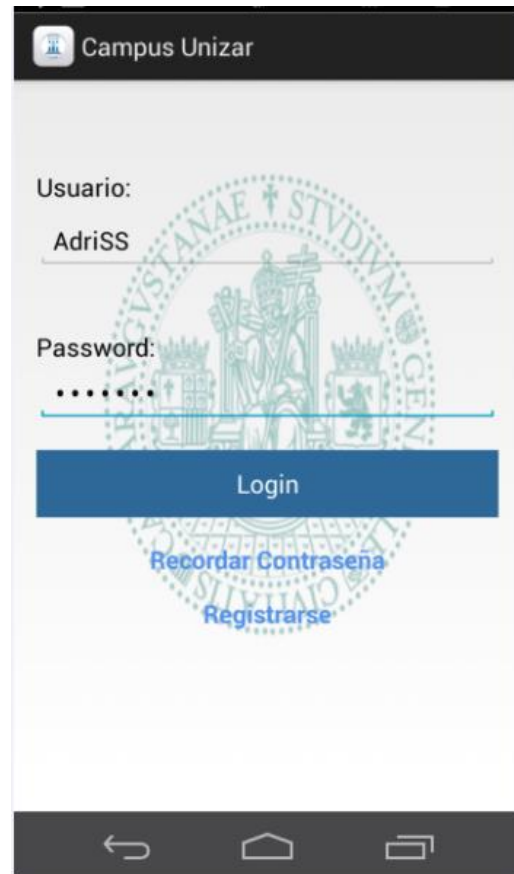 Campus Unizar
Usuario:
AdriSS
Password:
•••••••
Login
Recordar Contraseña
Registrarse